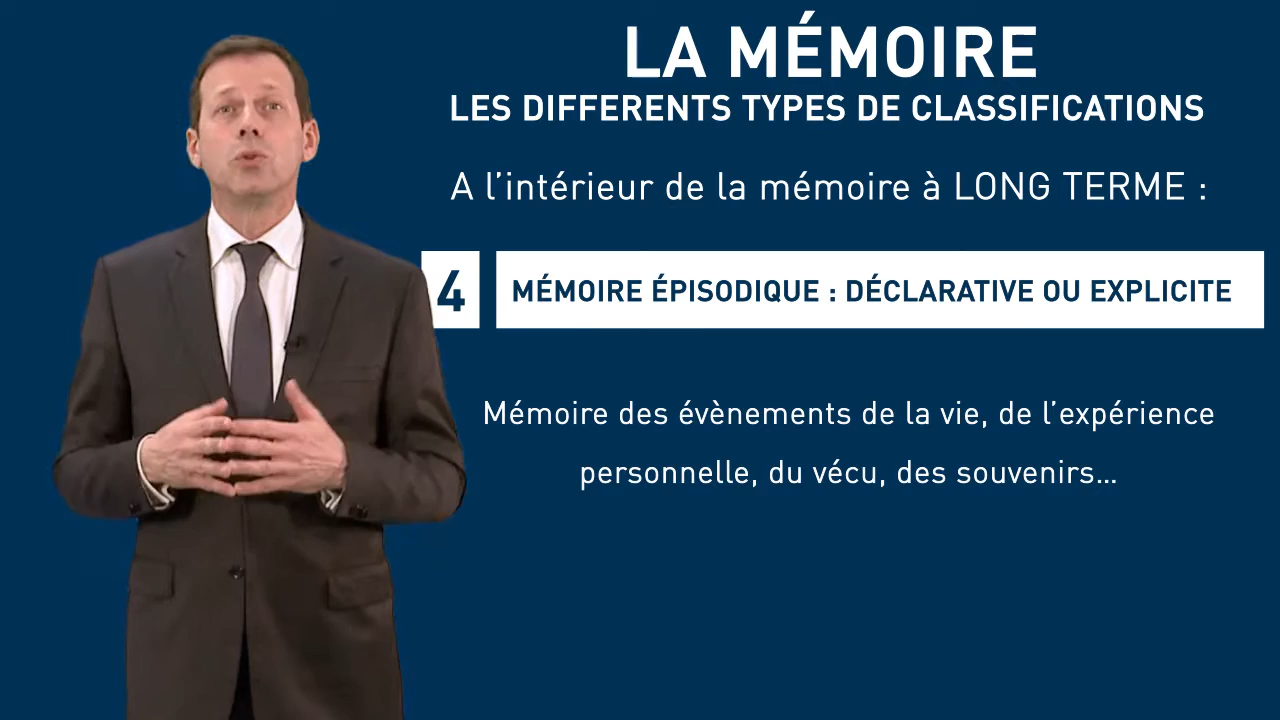 LA MÉMOIRE
LES DIFFERENTS TYPES DE CLASSIFICATIONS
A l'intérieur de la mémoire à LONG TERME :
4 MÉMOIRE ÉPISODIQUE : DÉCLARATIVE OU EXPLICITE
Mémoire des évènements de la vie, de l'expérience
personnelle, du vécu, des souvenirs...